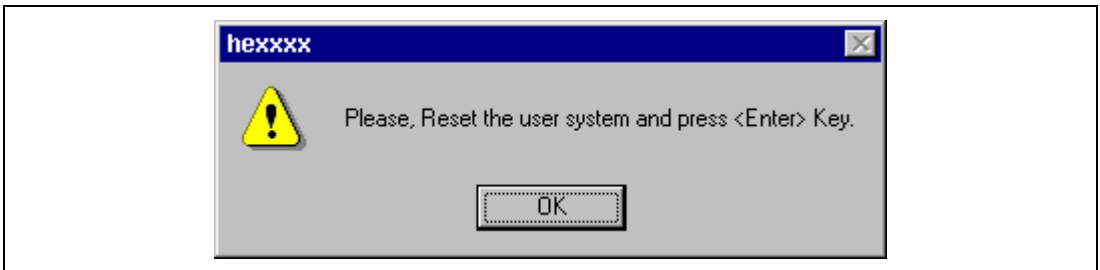 hexxxx
Please, Reset the user system and press <Enter> Key.
OK